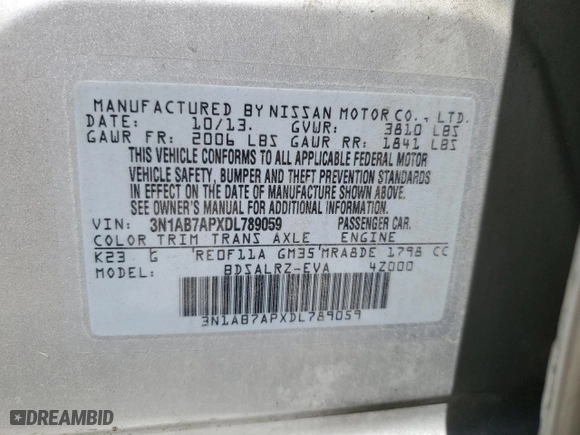 MANUFACTURED BY NISSAN MOTOR CO., LTD.
DATE: 10/13. GVWR: 3810 LBS
GAWR FR: 2006 LBS GAWR RR: 1841 LBS
THIS VEHICLE CONFORMS TO ALL APPLICABLE FEDERAL MOTOR
VEHICLE SAFETY, BUMPER AND THEFT PREVENTION STANDARDS
IN EFFECT ON THE DATE OF MANUFACTURE SHOWN ABOVE.
SEE OWNER'S MANUAL FOR ADDITIONAL INFORMATION.
VIN: 3N1AB7APXDL789059 PASSENGER CAR.
COLOR TRIM TRANS AXLE ENGINE
K23 G RE0F11A GM35 MRA8DE 1798 CC
MODEL: BDSALRZ-EVA 4Z000
3N1AB7APXDL789059
DREAMBID